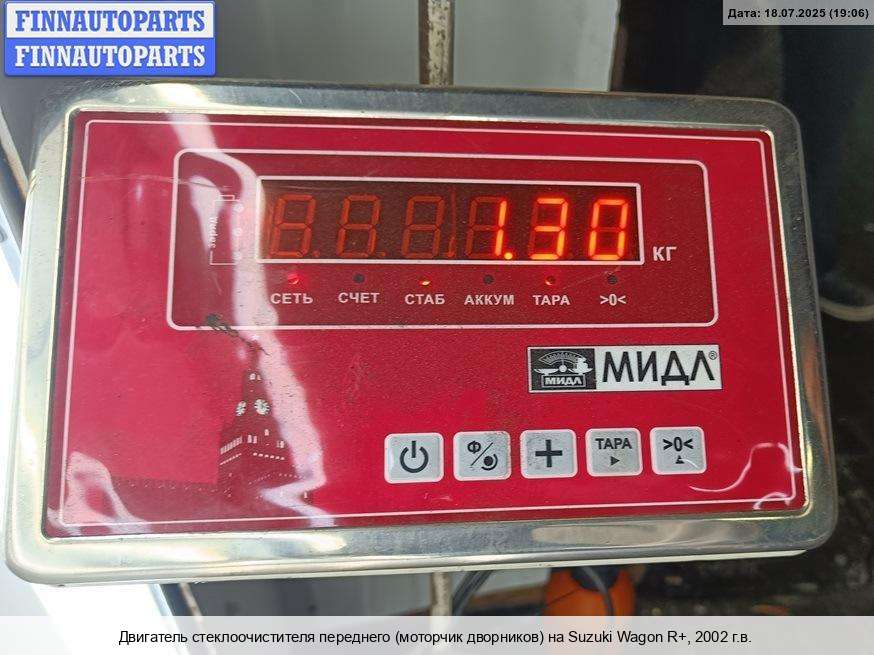 FINNAUTOPARTS
FINNAUTOPARTS
Дата: 18.07.2025 (19:06)
заряд
1.30 КГ
СЕТЬ СЧЕТ СТАБ АККУМ ТАРА >0<
МИДЛ
МИДЛ®
Ф/ + ТАРА >0<
Двигатель стеклоочистителя переднего (моторчик дворников) на Suzuki Wagon R+, 2002 г.в.